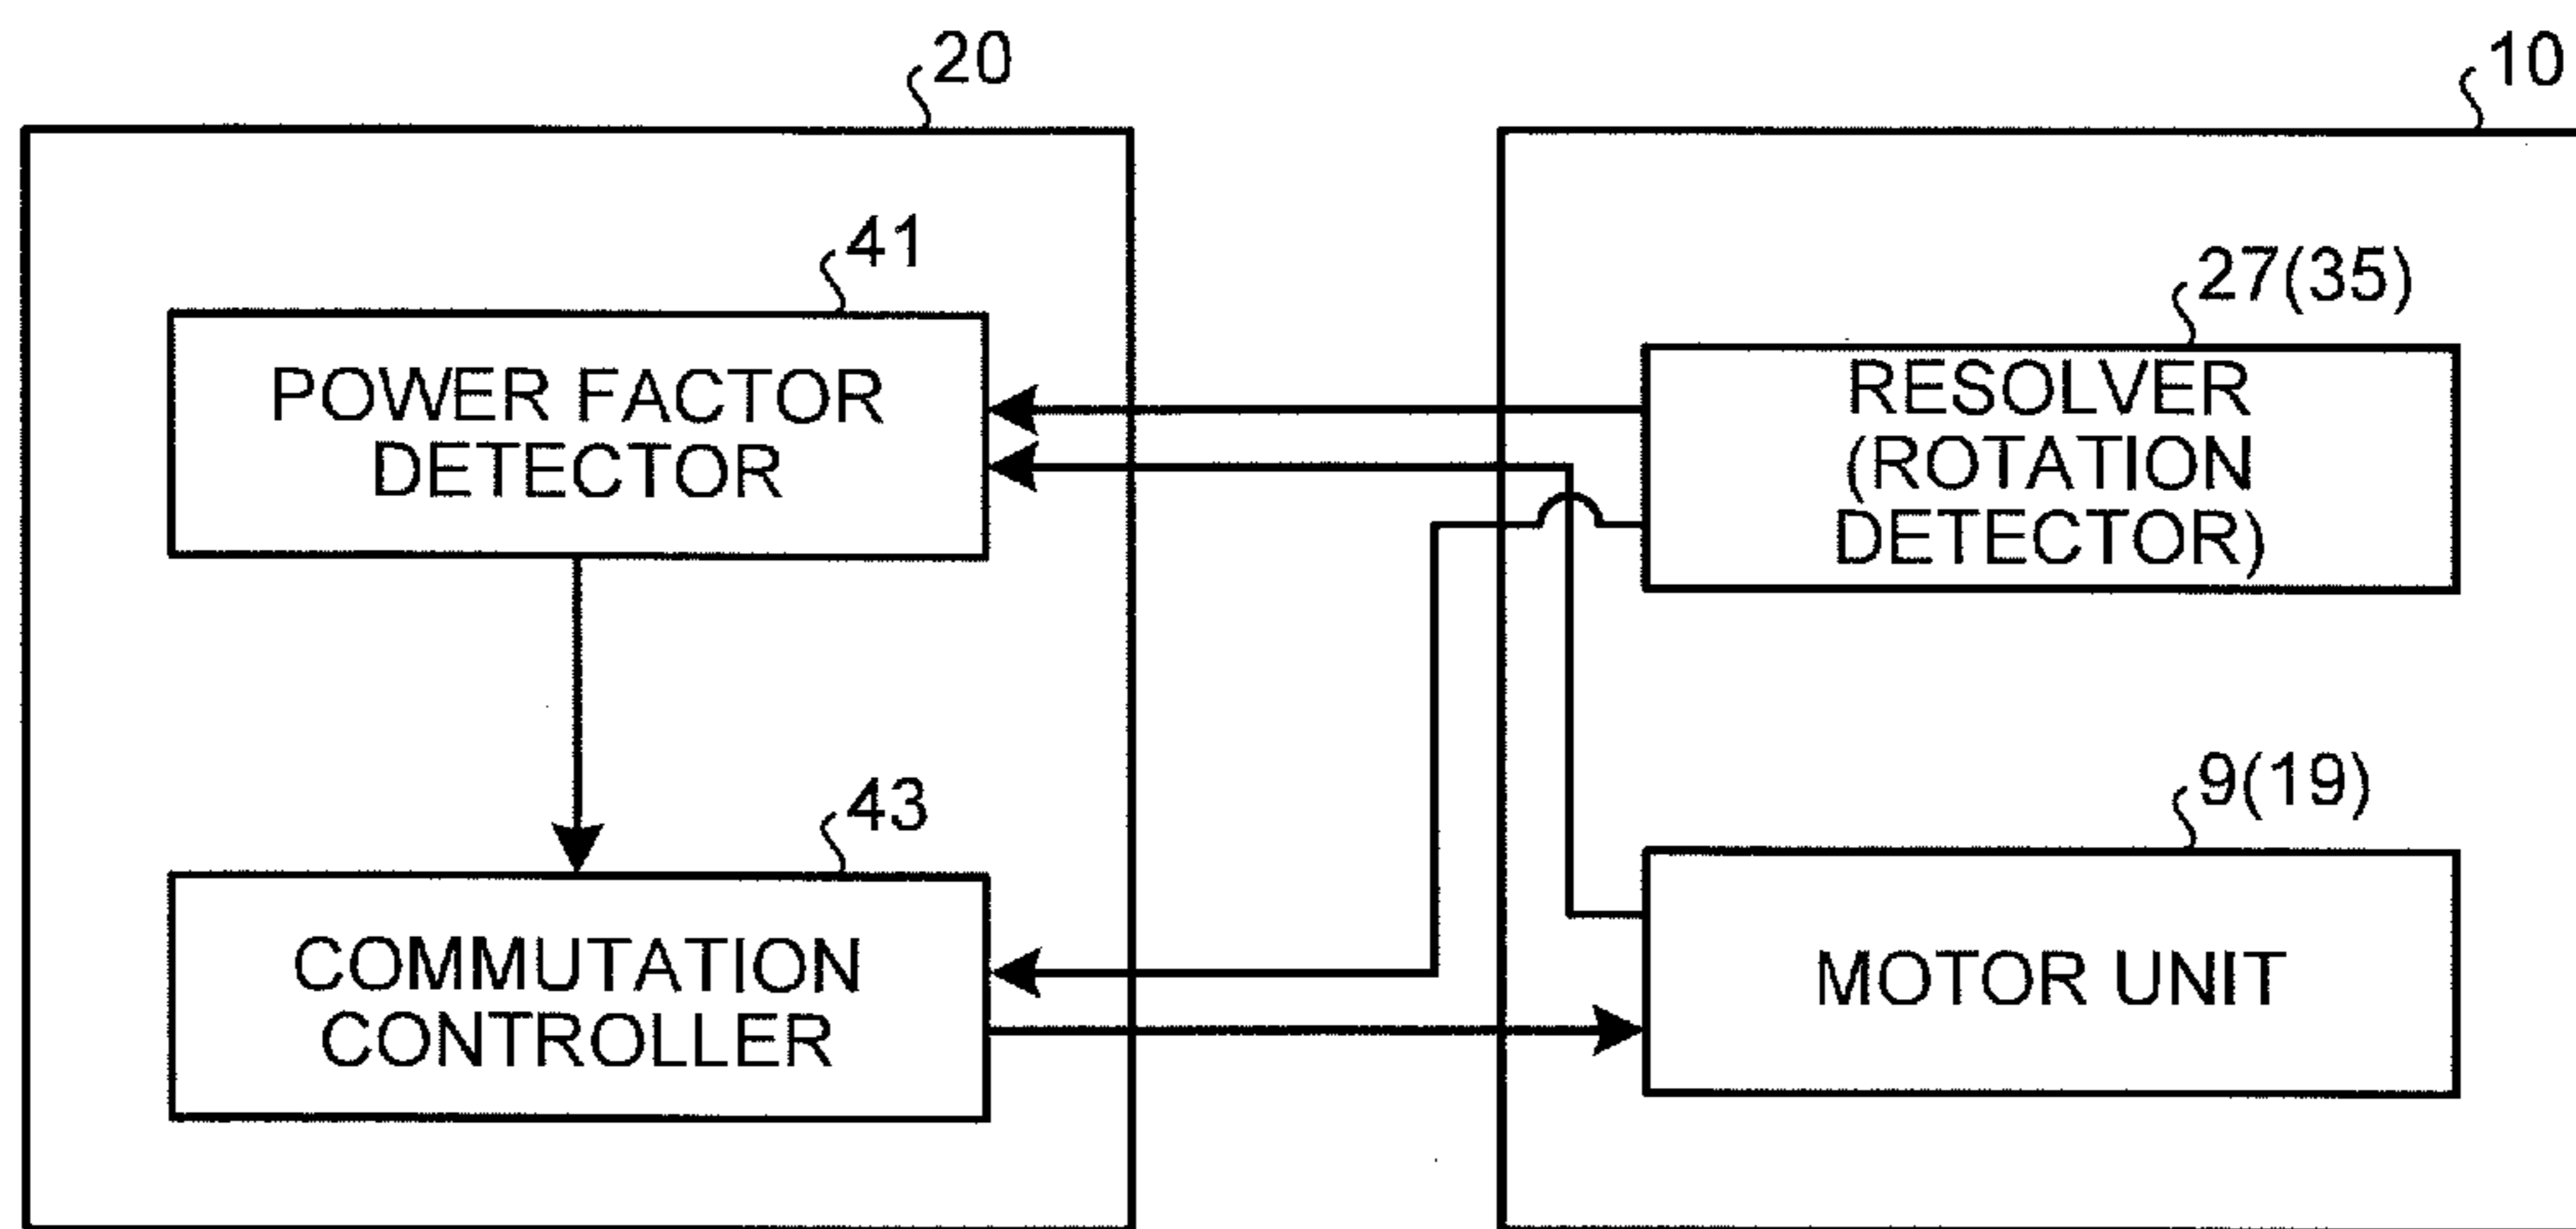 20
10
41
27(35)
POWER FACTOR
DETECTOR
RESOLVER
(ROTATION
DETECTOR)
43
9(19)
COMMUTATION
CONTROLLER
MOTOR UNIT